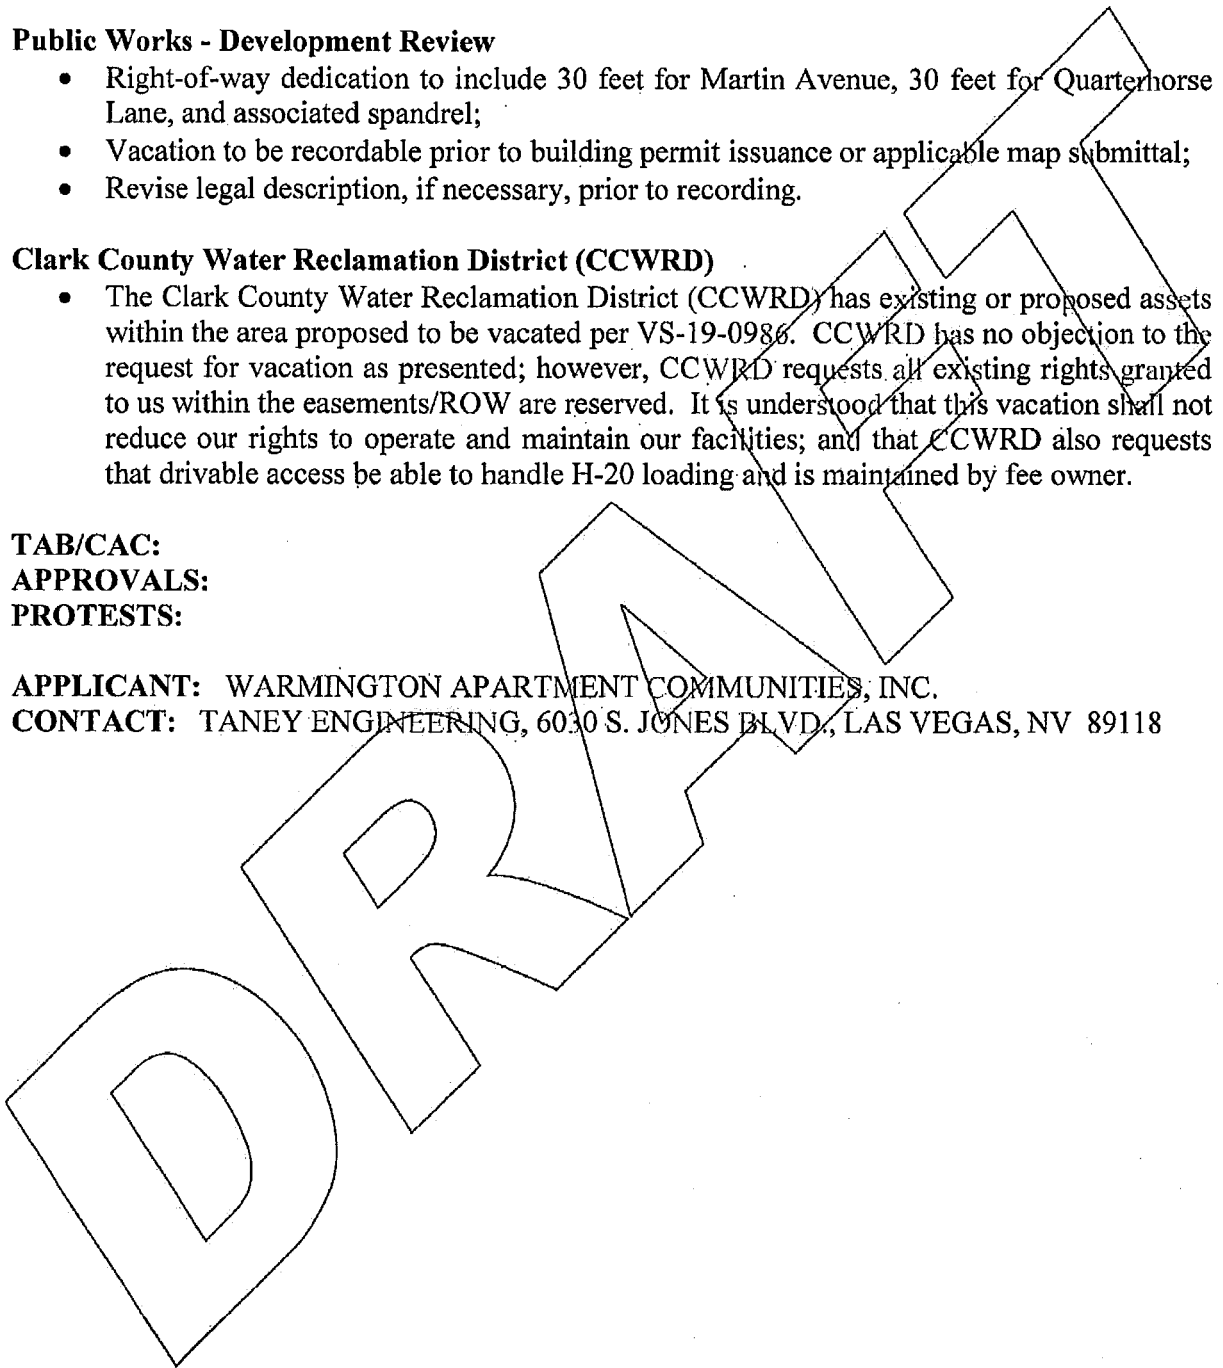 Public Works - Development Review
• Right-of-way dedication to include 30 feet for Martin Avenue, 30 feet for Quarterhorse
Lane, and associated spandrel;
• Vacation to be recordable prior to building permit issuance or applicable map submittal;
• Revise legal description, if necessary, prior to recording.
Clark County Water Reclamation District (CCWRD)
• The Clark County Water Reclamation District (CCWRD) has existing or proposed assets
within the area proposed to be vacated per VS-19-0986. CCWRD has no objection to the
request for vacation as presented; however, CCWRD requests all existing rights granted
to us within the easements/ROW are reserved. It is understood that this vacation shall not
reduce our rights to operate and maintain our facilities; and that CCWRD also requests
that drivable access be able to handle H-20 loading and is maintained by fee owner.
TAB/CAC:
APPROVALS:
PROTESTS:
APPLICANT: WARMINGTON APARTMENT COMMUNITIES, INC.
CONTACT: TANEY ENGINEERING, 6030 S. JONES BLVD., LAS VEGAS, NV 89118
DRAFT